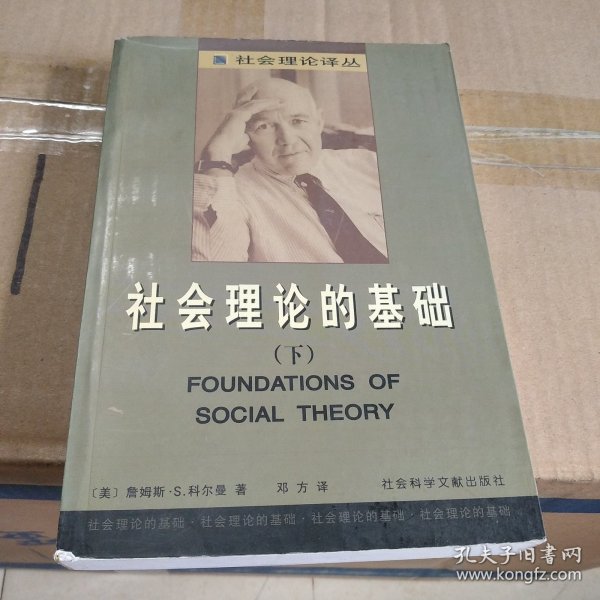 社会理论译丛
社会理论的基础
（下）
FOUNDATIONS OF
SOCIAL THEORY
〔美〕詹姆斯·S.科尔曼 著 邓方译 社会科学文献出版社
社会理论的基础·社会理论的基础·社会理论的基础·社会理论的基础
孔夫子旧书网
www.kongfz.com